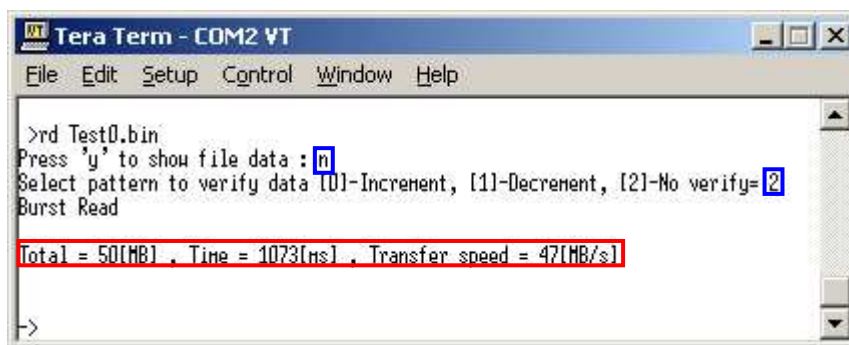 Tera Term - COM2 VT
File Edit Setup Control Window Help
>rd Test0.bin
Press 'y' to show file data : n
Select pattern to verify data [0]-Increment, [1]-Decrement, [2]-No verify= 2
Burst Read
Total = 50[MB] , Time = 1073[ms] , Transfer speed = 47[MB/s]
->